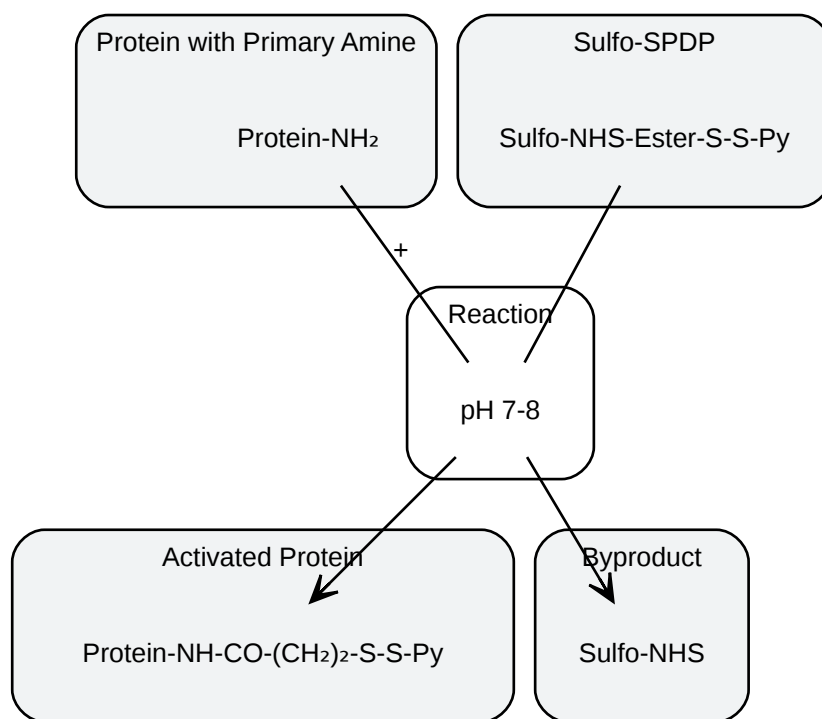 Protein with Primary Amine
Protein-NH₂
Sulfo-SPDP
Sulfo-NHS-Ester-S-S-Py
+
Reaction
pH 7-8
Activated Protein
Protein-NH-CO-(CH₂)₂-S-S-Py
Byproduct
Sulfo-NHS